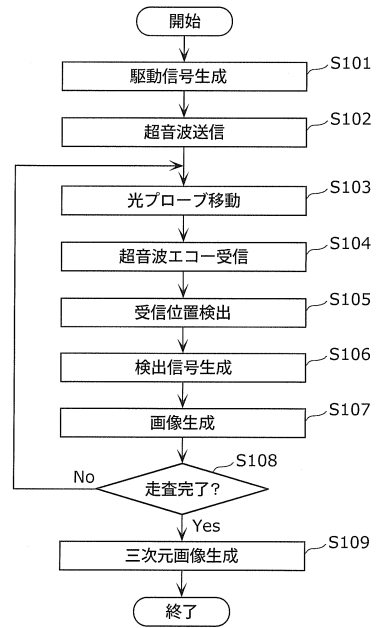 開始
駆動信号生成 S101
超音波送信 S102
光プローブ移動 S103
超音波エコー受信 S104
受信位置検出 S105
検出信号生成 S106
画像生成 S107
走査完了? S108
No
Yes
三次元画像生成 S109
終了